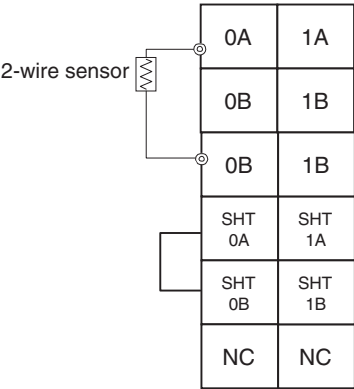 0A 1A
2-wire sensor
0B 1B
0B 1B
SHT SHT
0A 1A
SHT SHT
0B 1B
NC NC